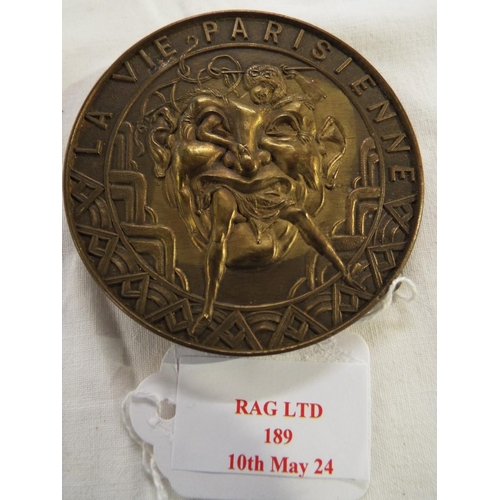 LA VIE PARISIENNE
RAG LTD
189
10th May 24